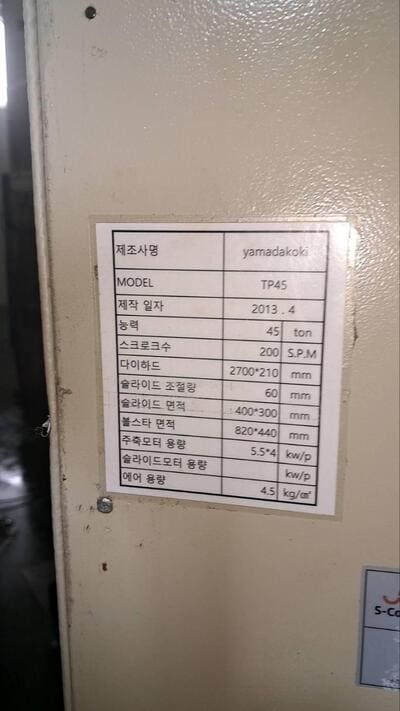 제조사명 yamadakoki
MODEL TP45
제작 일자 2013 . 4
능력 45 ton
스크로크수 200 S.P.M
다이하드 2700*210 mm
슬라이드 조절량 60 mm
슬라이드 면적 400*300 mm
볼스타 면적 820*440 mm
주축모터 용량 5.5*4 kw/p
슬라이드모터 용량 kw/p
에어 용량 4.5 kg/㎠